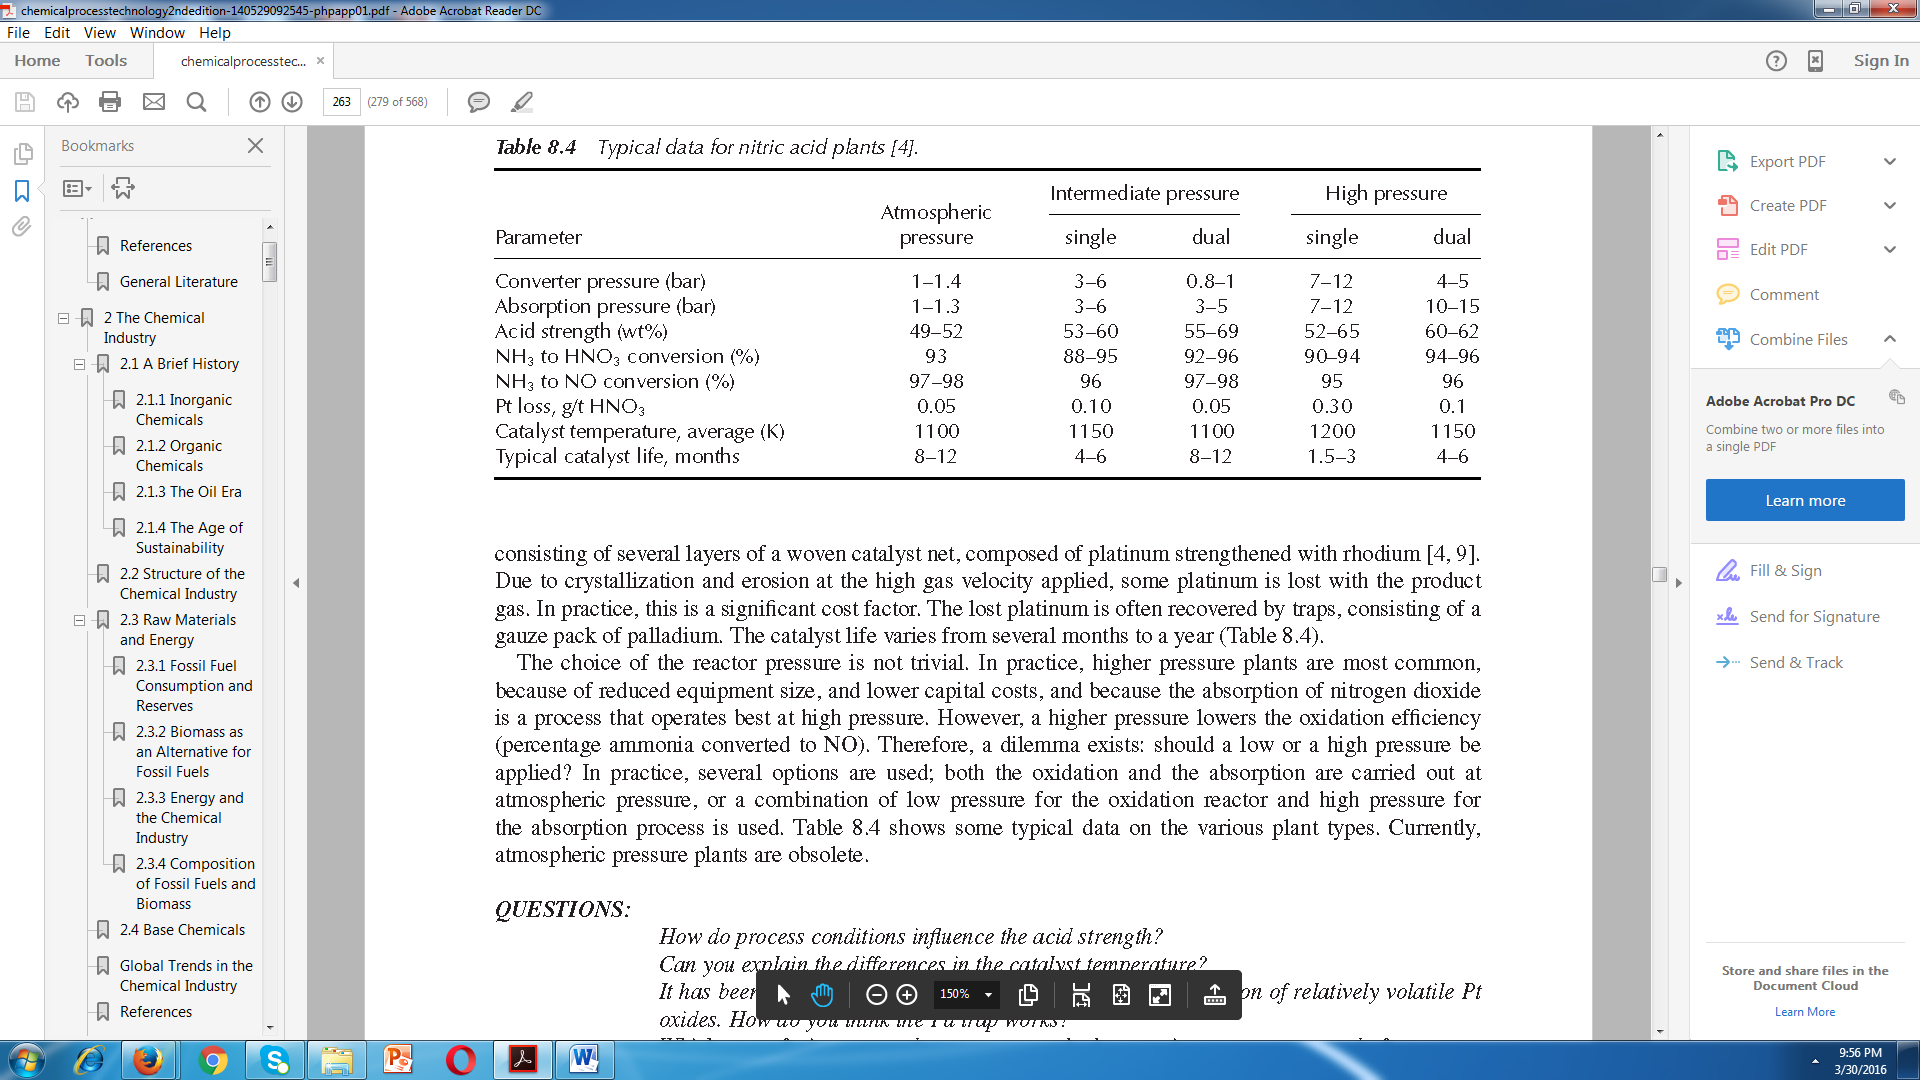 chemicalprocesstechnology2ndedition-140529092545-phpapp01.pdf - Adobe Acrobat Reader DC
File Edit View Window Help
Home Tools chemicalprocesstec... × Sign In
263 (279 of 568)
Bookmarks
References
General Literature
2 The Chemical
Industry
2.1 A Brief History
2.1.1 Inorganic
Chemicals
2.1.2 Organic
Chemicals
2.1.3 The Oil Era
2.1.4 The Age of
Sustainability
2.2 Structure of the
Chemical Industry
2.3 Raw Materials
and Energy
2.3.1 Fossil Fuel
Consumption and
Reserves
2.3.2 Biomass as
an Alternative for
Fossil Fuels
2.3.3 Energy and
the Chemical
Industry
2.3.4 Composition
of Fossil Fuels and
Biomass
2.4 Base Chemicals
Global Trends in the
Chemical Industry
References
Table 8.4 Typical data for nitric acid plants [4].
Intermediate pressure High pressure
Atmospheric
Parameter pressure single dual single dual
Converter pressure (bar) 1–1.4 3–6 0.8–1 7–12 4–5
Absorption pressure (bar) 1–1.3 3–6 3–5 7–12 10–15
Acid strength (wt%) 49–52 53–60 55–69 52–65 60–62
NH3 to HNO3 conversion (%) 93 88–95 92–96 90–94 94–96
NH3 to NO conversion (%) 97–98 96 97–98 95 96
Pt loss, g/t HNO3 0.05 0.10 0.05 0.30 0.1
Catalyst temperature, average (K) 1100 1150 1100 1200 1150
Typical catalyst life, months 8–12 4–6 8–12 1.5–3 4–6
consisting of several layers of a woven catalyst net, composed of platinum strengthened with rhodium [4, 9].
Due to crystallization and erosion at the high gas velocity applied, some platinum is lost with the product
gas. In practice, this is a significant cost factor. The lost platinum is often recovered by traps, consisting of a
gauze pack of palladium. The catalyst life varies from several months to a year (Table 8.4).
The choice of the reactor pressure is not trivial. In practice, higher pressure plants are most common,
because of reduced equipment size, and lower capital costs, and because the absorption of nitrogen dioxide
is a process that operates best at high pressure. However, a higher pressure lowers the oxidation efficiency
(percentage ammonia converted to NO). Therefore, a dilemma exists: should a low or a high pressure be
applied? In practice, several options are used; both the oxidation and the absorption are carried out at
atmospheric pressure, or a combination of low pressure for the oxidation reactor and high pressure for
the absorption process is used. Table 8.4 shows some typical data on the various plant types. Currently,
atmospheric pressure plants are obsolete.
QUESTIONS:
How do process conditions influence the acid strength?
Can you explain the differences in the catalyst temperature?
It has been on of relatively volatile Pt
oxides. How do you think the Pd trap works?
150%
Export PDF
Create PDF
Edit PDF
Comment
Combine Files
Adobe Acrobat Pro DC
Combine two or more files into
a single PDF
Learn more
Fill & Sign
Send for Signature
Send & Track
Store and share files in the
Document Cloud
Learn More
9:56 PM
3/30/2016